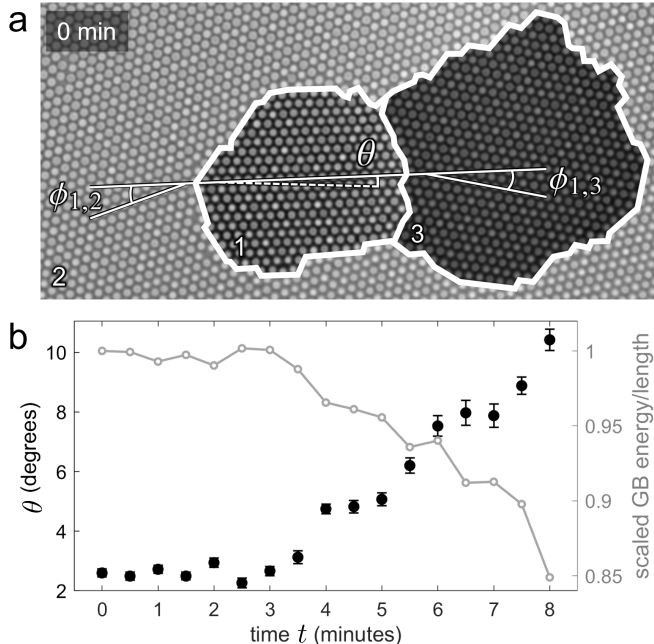 a
0 min
θ
ϕ1,2
ϕ1,3
1
3
2
b
10
8
6
4
2
θ (degrees)
1
0.95
0.9
0.85
scaled GB energy/length
0 1 2 3 4 5 6 7 8
time t (minutes)